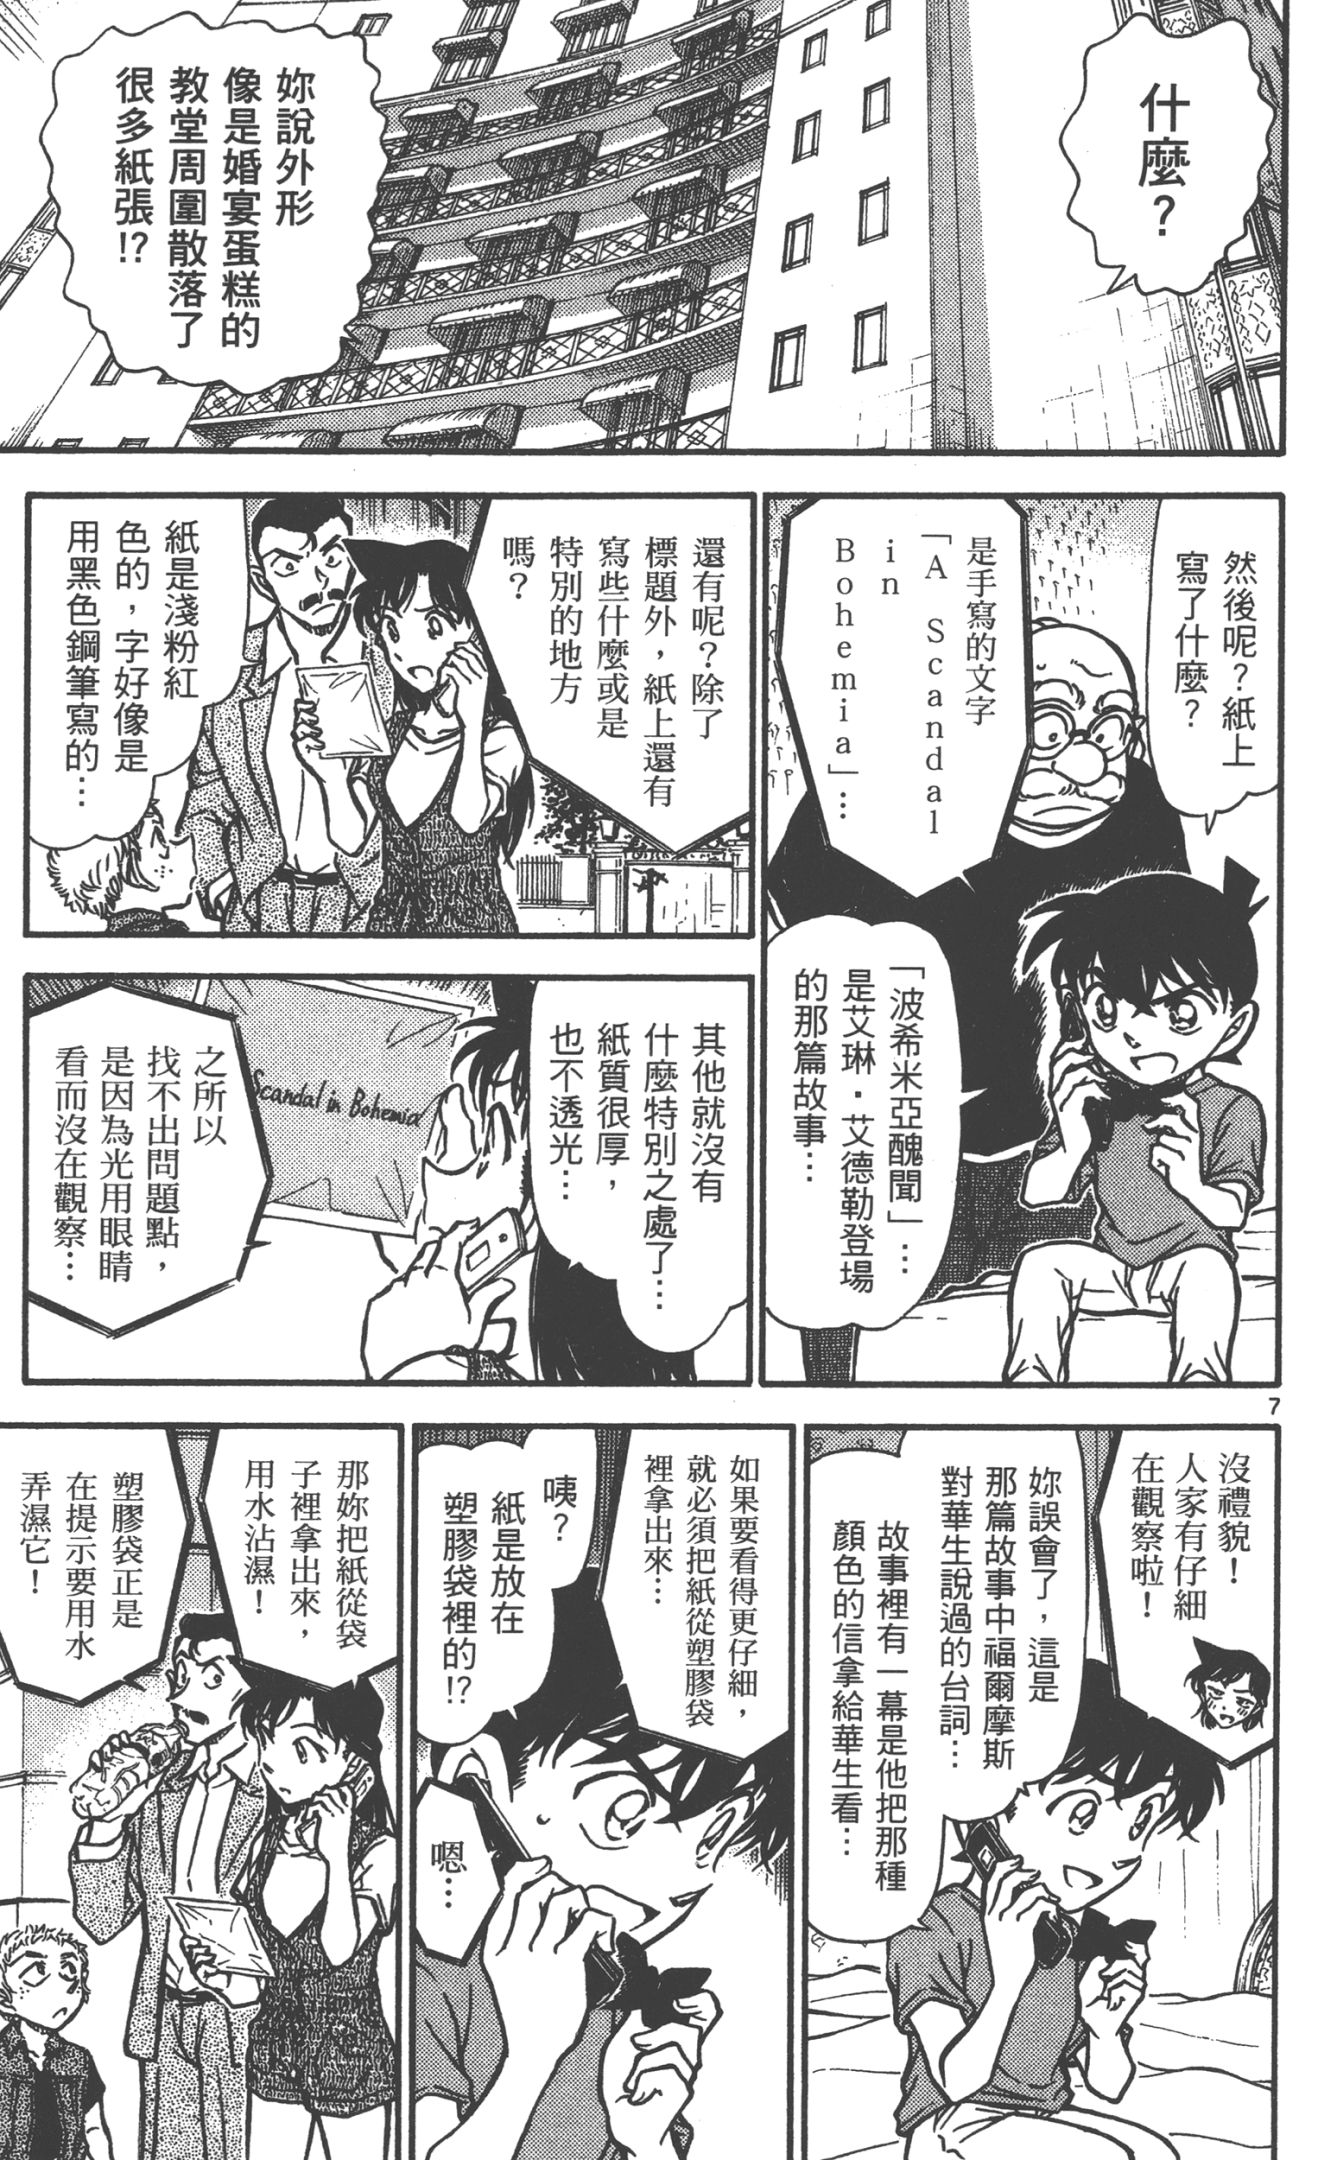 什麼？
妳說外形
像是婚宴蛋糕的
教堂周圍散落了
很多紙張!?
然後呢？紙上
寫了什麼？
是手寫的文字
「A Scandal
in
Bohemia」…
「波希米亞醜聞」…
是艾琳·艾德勒登場
的那篇故事…
還有呢？除了
標題外，紙上還有
寫些什麼或是
特別的地方
嗎？
紙是淺粉紅
色的，字好像是
用黑色鋼筆寫的…
其他就沒有
什麼特別之處了…
紙質很厚，
也不透光…
Scandal in Bohemia
之所以
找不出問題點，
是因為光用眼睛
看而沒在觀察…
7
沒禮貌！
人家有仔細
在觀察啦！
妳誤會了，這是
那篇故事中福爾摩斯
對華生說過的台詞…
故事裡有一幕是他把那種
顏色的信拿給華生看…
如果要看得更仔細，
就必須把紙從塑膠袋
裡拿出來…
咦？
紙是放在
塑膠袋裡的!?
嗯…
那妳把紙從袋
子裡拿出來，
用水沾濕！
塑膠袋正是
在提示要用水
弄濕它！